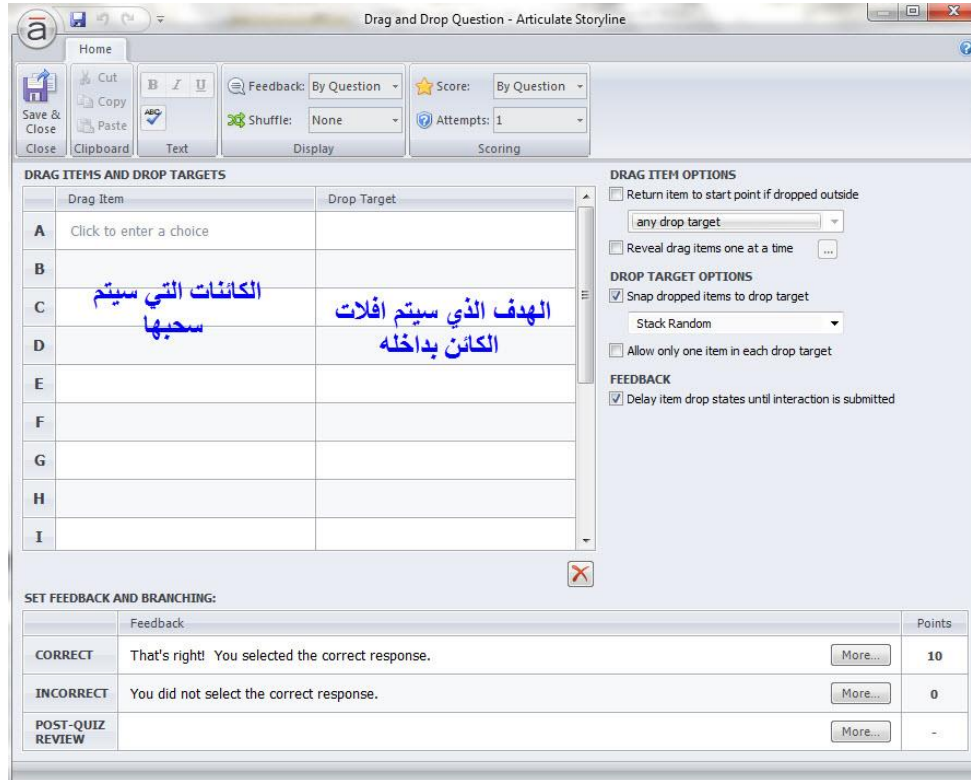 Drag and Drop Question - Articulate Storyline
Home
Save & Close
Cut
Copy
Paste
B I U
ABC
Feedback: By Question
Shuffle: None
Score: By Question
Attempts: 1
Close
Clipboard
Text
Display
Scoring
DRAG ITEMS AND DROP TARGETS
Drag Item
Drop Target
A Click to enter a choice
B
C
D
E
F
G
H
I
الكائنات التي سيتم
سحبها
الهدف الذي سيتم افلات
الكائن بداخله
DRAG ITEM OPTIONS
Return item to start point if dropped outside
any drop target
Reveal drag items one at a time
...
DROP TARGET OPTIONS
Snap dropped items to drop target
Stack Random
Allow only one item in each drop target
FEEDBACK
Delay item drop states until interaction is submitted
SET FEEDBACK AND BRANCHING:
Feedback
Points
CORRECT That's right! You selected the correct response. More... 10
INCORRECT You did not select the correct response. More... 0
POST-QUIZ
REVIEW
More... -